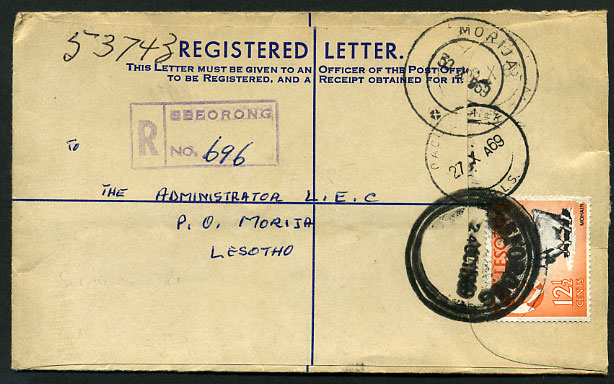 53743
REGISTERED LETTER.
THIS LETTER MUST BE GIVEN TO AN OFFICER OF THE POST OFFICE
TO BE REGISTERED, AND A RECEIPT OBTAINED FOR IT.
MORIJA
69
SEBORONG
R No. 696
27 X A69
TO
THE ADMINISTRATOR L.E.C
P.O. MORIJA
LESOTHO
LESOTHO
MOHAIR
12½
CENTS